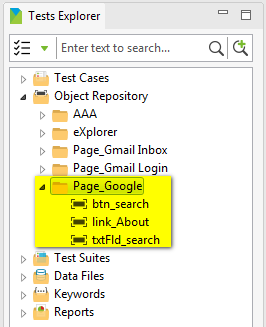 Tests Explorer
Enter text to search...
Test Cases
Object Repository
AAA
eXplorer
Page_Gmail Inbox
Page_Gmail Login
Page_Google
btn_search
link_About
txtFld_search
Test Suites
Data Files
Keywords
Reports